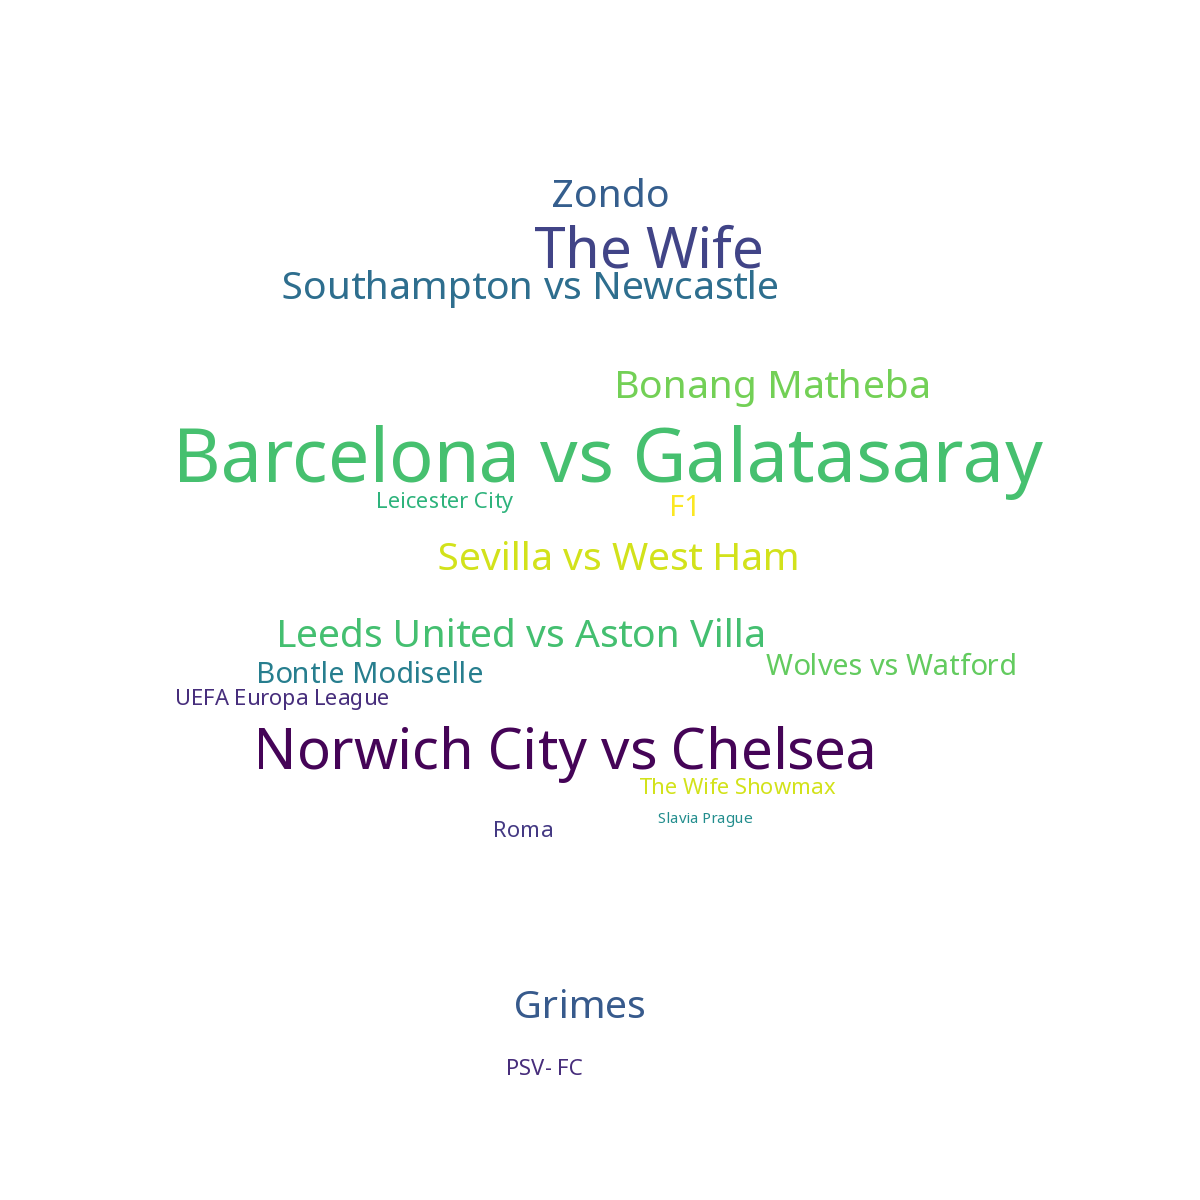 Zondo
The Wife
Southampton vs Newcastle
Bonang Matheba
Barcelona vs Galatasaray
Leicester City
F1
Sevilla vs West Ham
Leeds United vs Aston Villa
Wolves vs Watford
Bontle Modiselle
UEFA Europa League
Norwich City vs Chelsea
The Wife Showmax
Slavia Prague
Roma
Grimes
PSV- FC